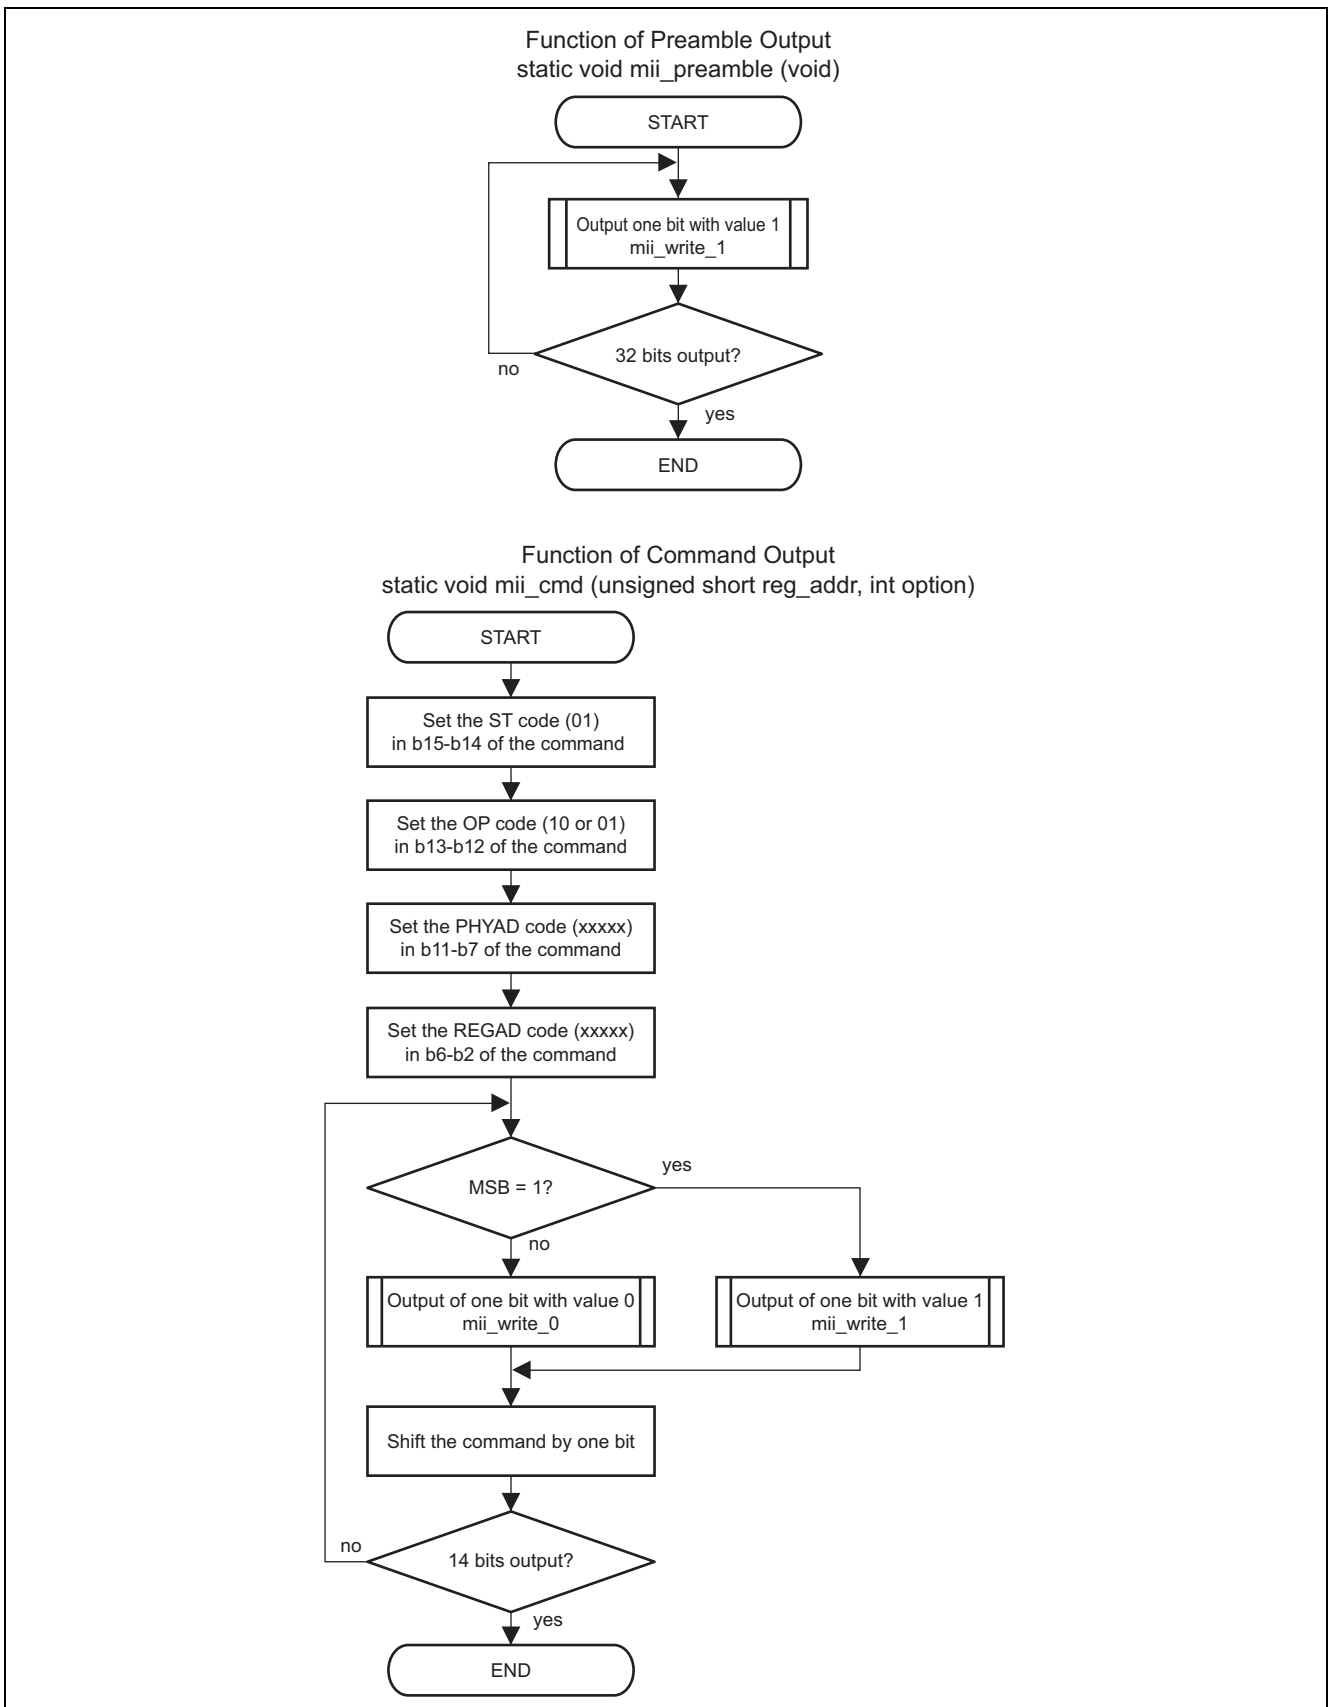 Function of Preamble Output
static void mii_preamble (void)
START
Output one bit with value 1
mii_write_1
32 bits output?
no
yes
END
Function of Command Output
static void mii_cmd (unsigned short reg_addr, int option)
START
Set the ST code (01)
in b15-b14 of the command
Set the OP code (10 or 01)
in b13-b12 of the command
Set the PHYAD code (xxxxx)
in b11-b7 of the command
Set the REGAD code (xxxxx)
in b6-b2 of the command
MSB = 1?
yes
no
Output of one bit with value 0
mii_write_0
Output of one bit with value 1
mii_write_1
Shift the command by one bit
14 bits output?
no
yes
END